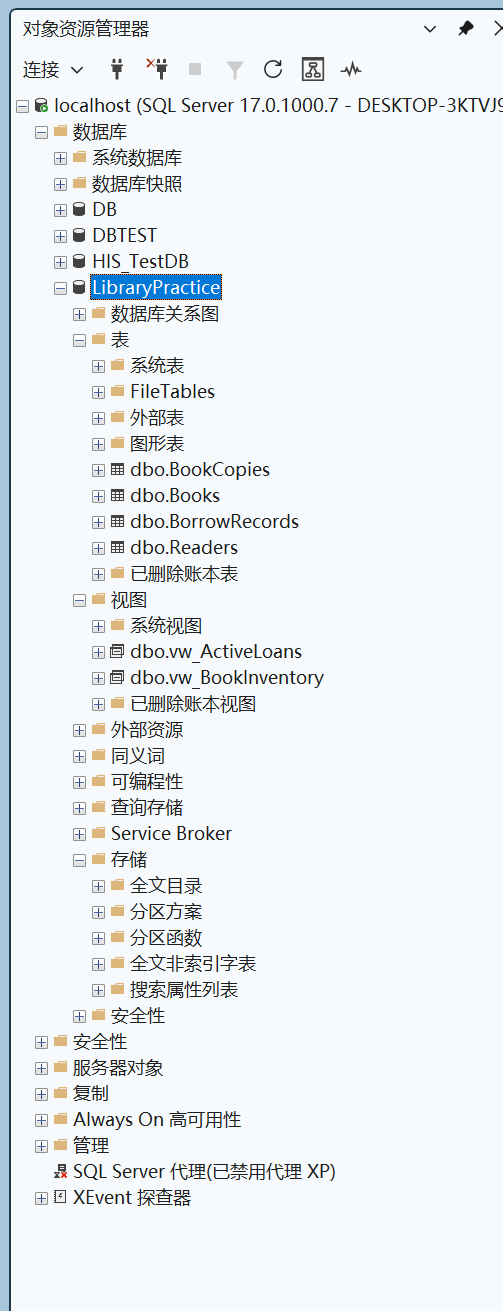 对象资源管理器
连接
localhost (SQL Server 17.0.1000.7 - DESKTOP-3KTVJ9
数据库
系统数据库
数据库快照
DB
DBTEST
HIS_TestDB
LibraryPractice
数据库关系图
表
系统表
FileTables
外部表
图形表
dbo.BookCopies
dbo.Books
dbo.BorrowRecords
dbo.Readers
已删除账本表
视图
系统视图
dbo.vw_ActiveLoans
dbo.vw_BookInventory
已删除账本视图
外部资源
同义词
可编程性
查询存储
Service Broker
存储
全文目录
分区方案
分区函数
全文非索引字表
搜索属性列表
安全性
安全性
服务器对象
复制
Always On 高可用性
管理
SQL Server 代理(已禁用代理 XP)
XEvent 探查器